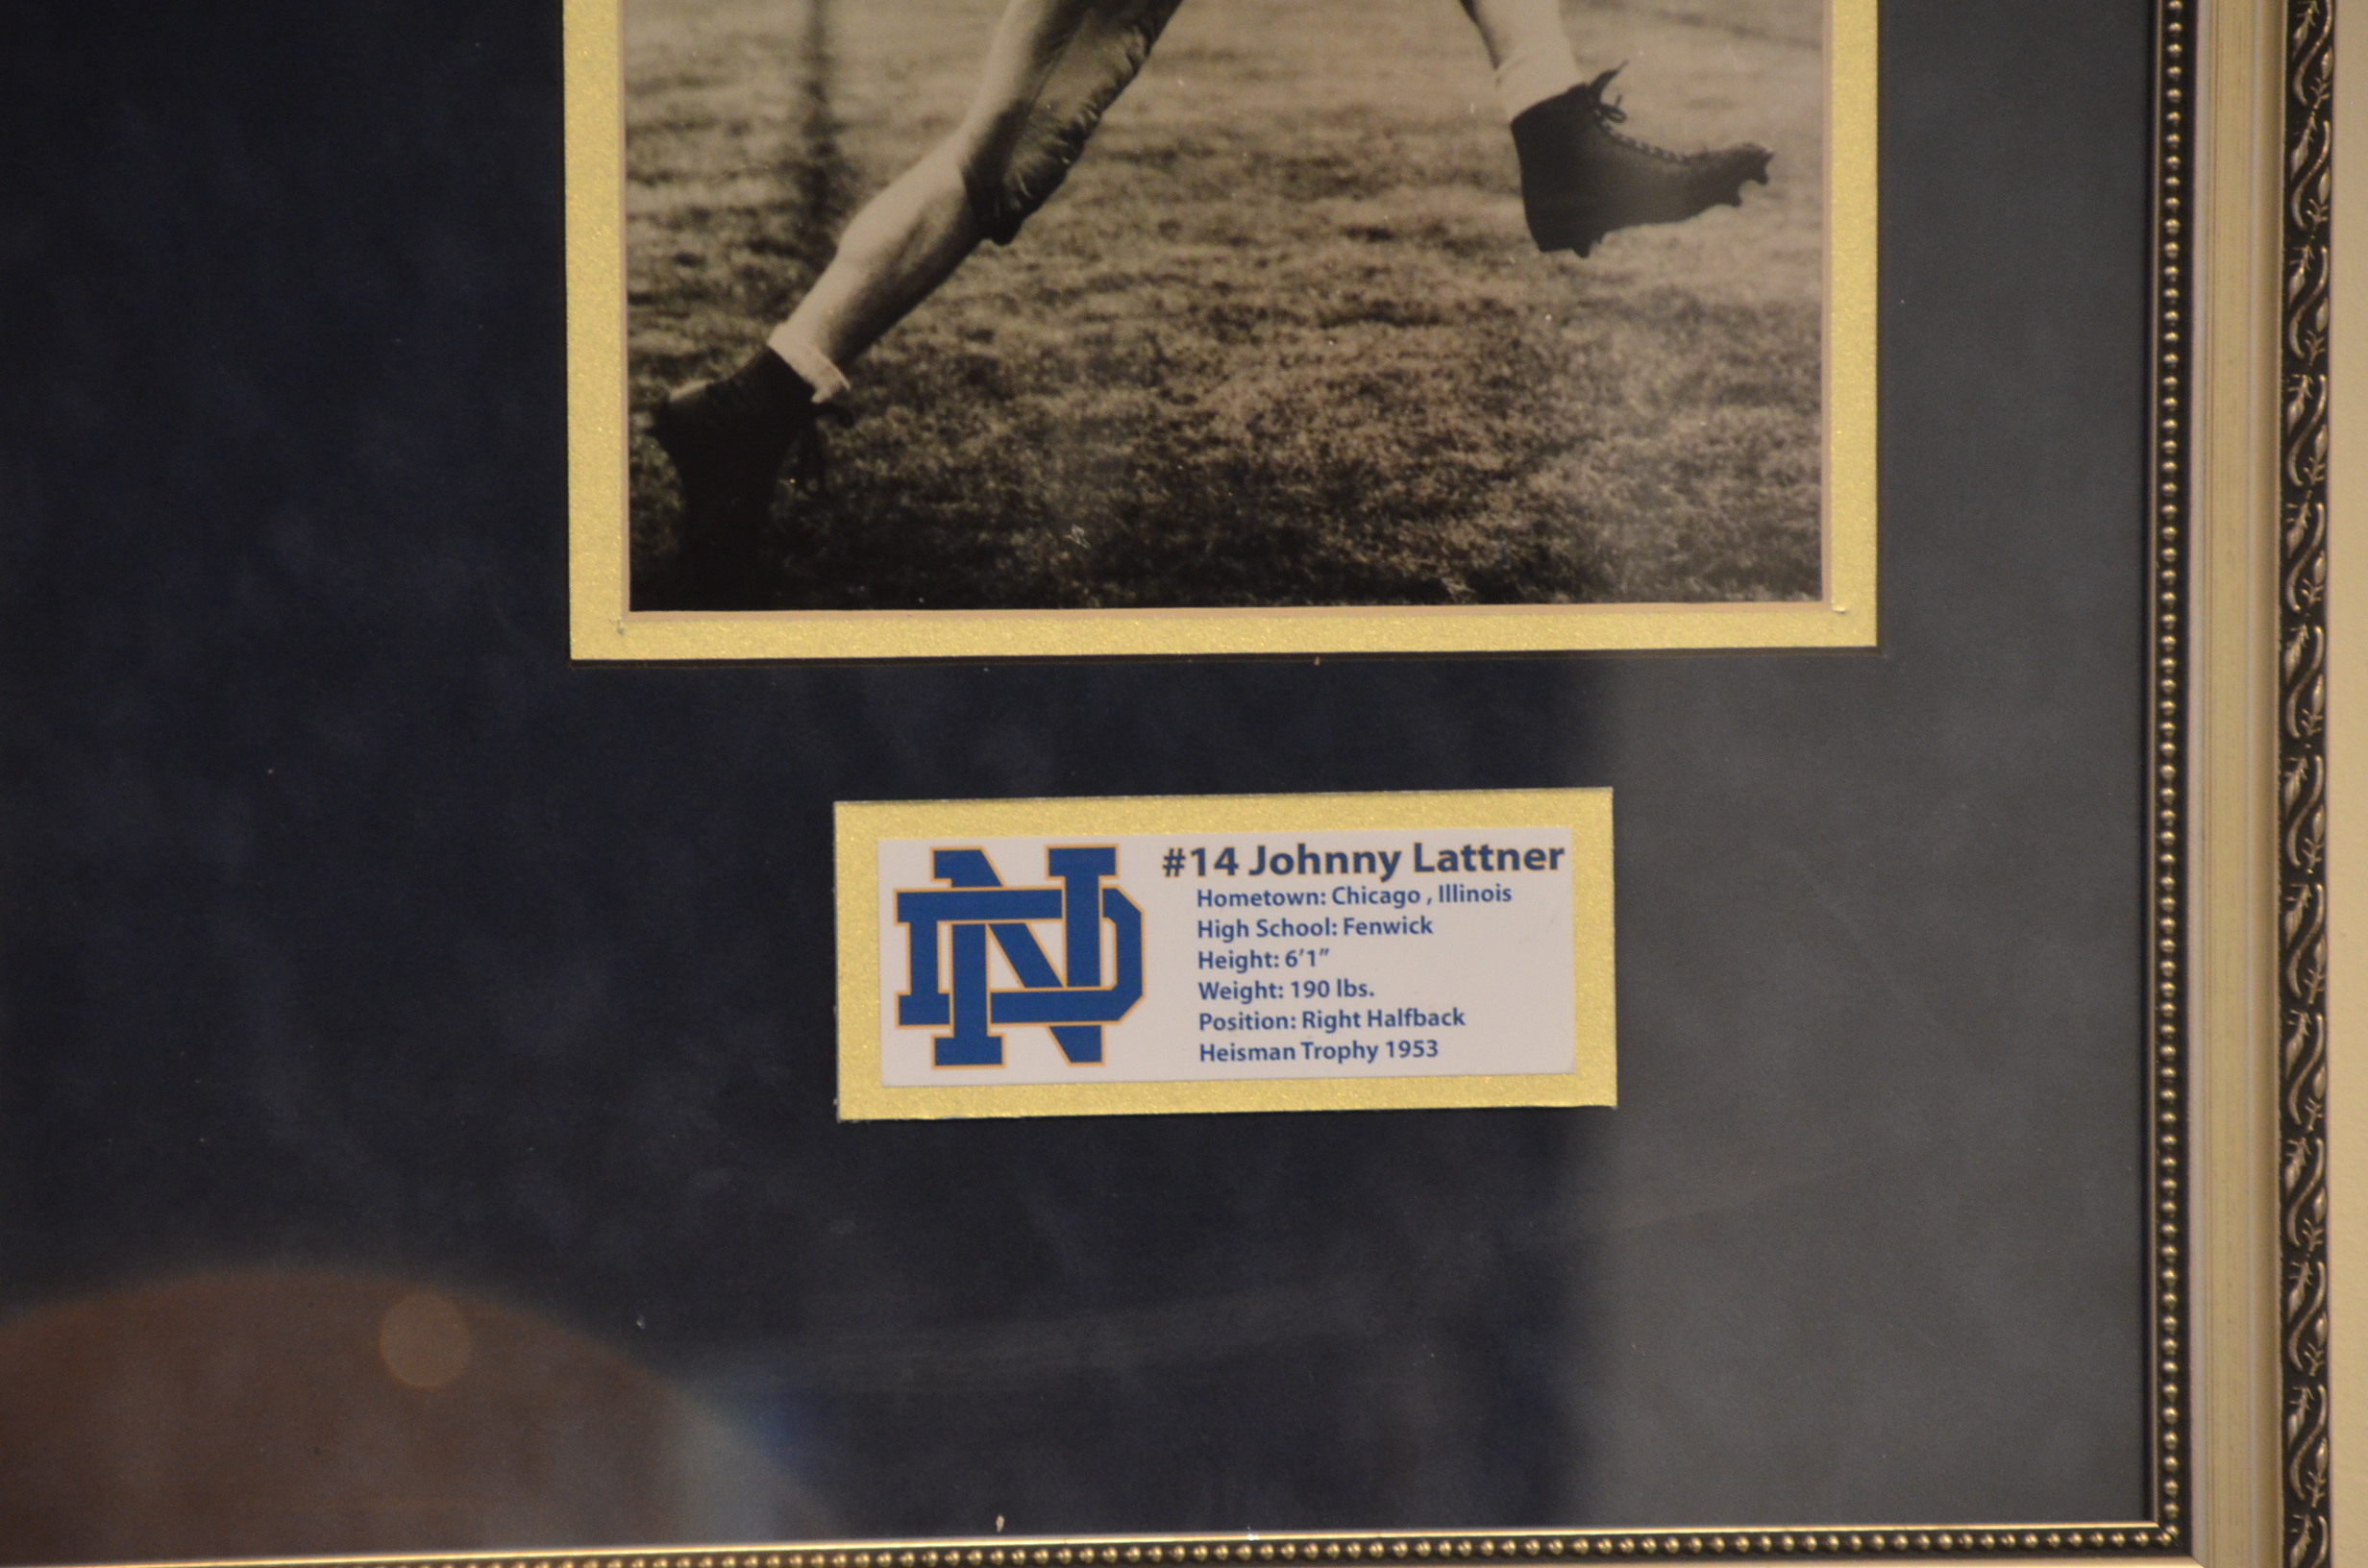 ND
#14 Johnny Lattner
Hometown: Chicago , Illinois
High School: Fenwick
Height: 6’1”
Weight: 190 lbs.
Position: Right Halfback
Heisman Trophy 1953